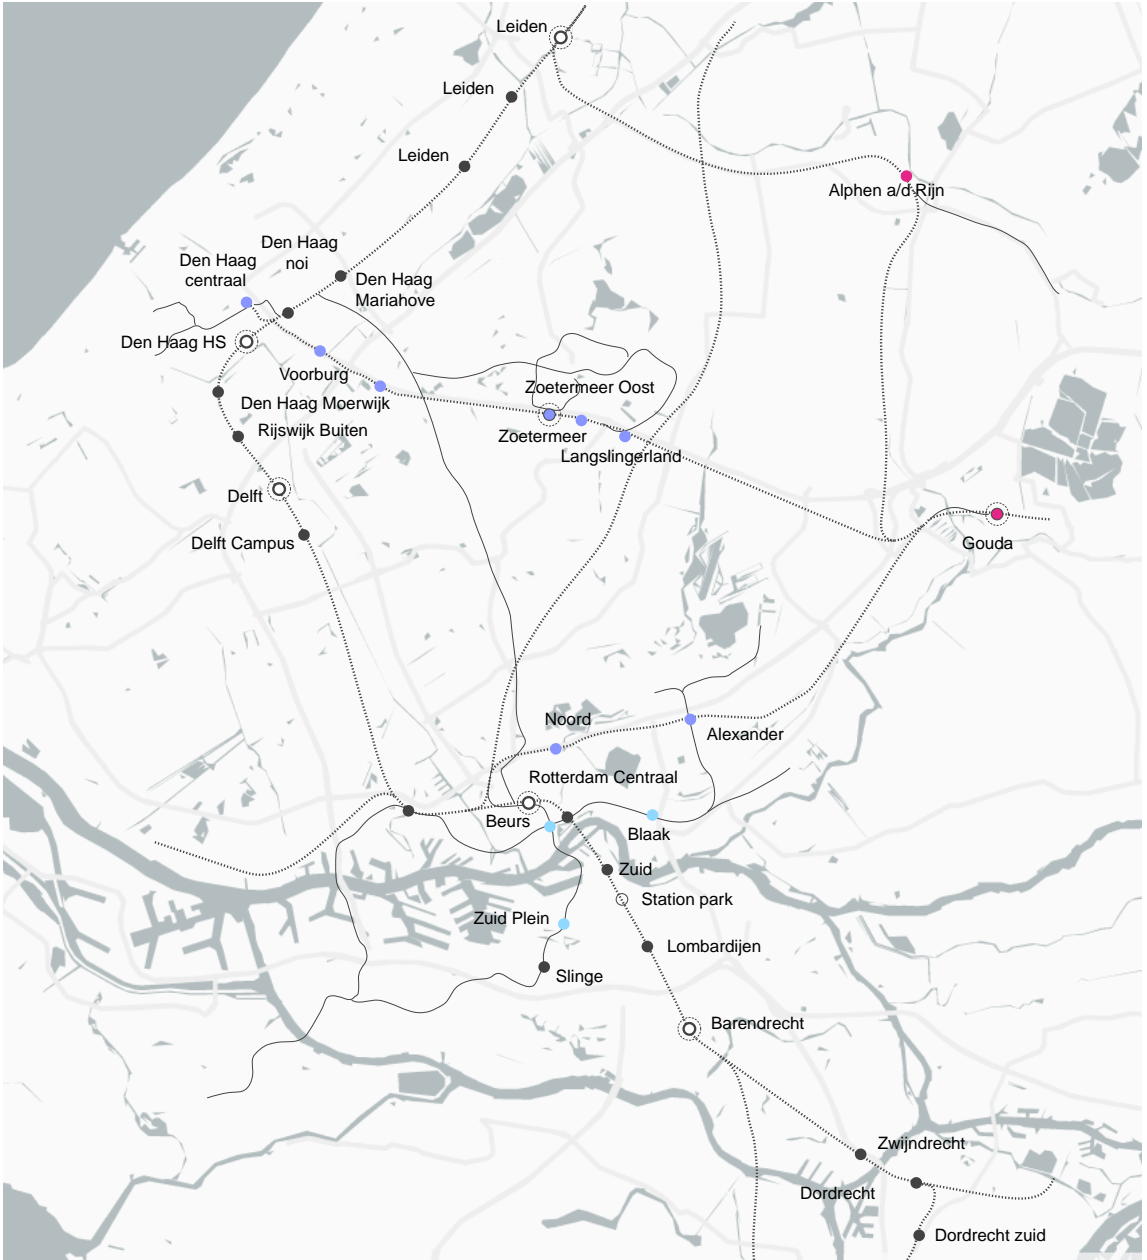 Leiden
Leiden
Leiden
Alphen a/d Rijn
Den Haag
noi
Den Haag
centraal
Den Haag
Mariahove
Den Haag HS
Voorburg
Zoetermeer Oost
Den Haag Moerwijk
Rijswijk Buiten
Zoetermeer
Langslingerland
Delft
Delft Campus
Gouda
Noord
Alexander
Rotterdam Centraal
Beurs
Blaak
Zuid
Station park
Zuid Plein
Lombardijen
Slinge
Barendrecht
Zwijndrecht
Dordrecht
Dordrecht zuid